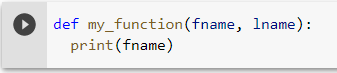 def my_function(fname, lname):
  print(fname)